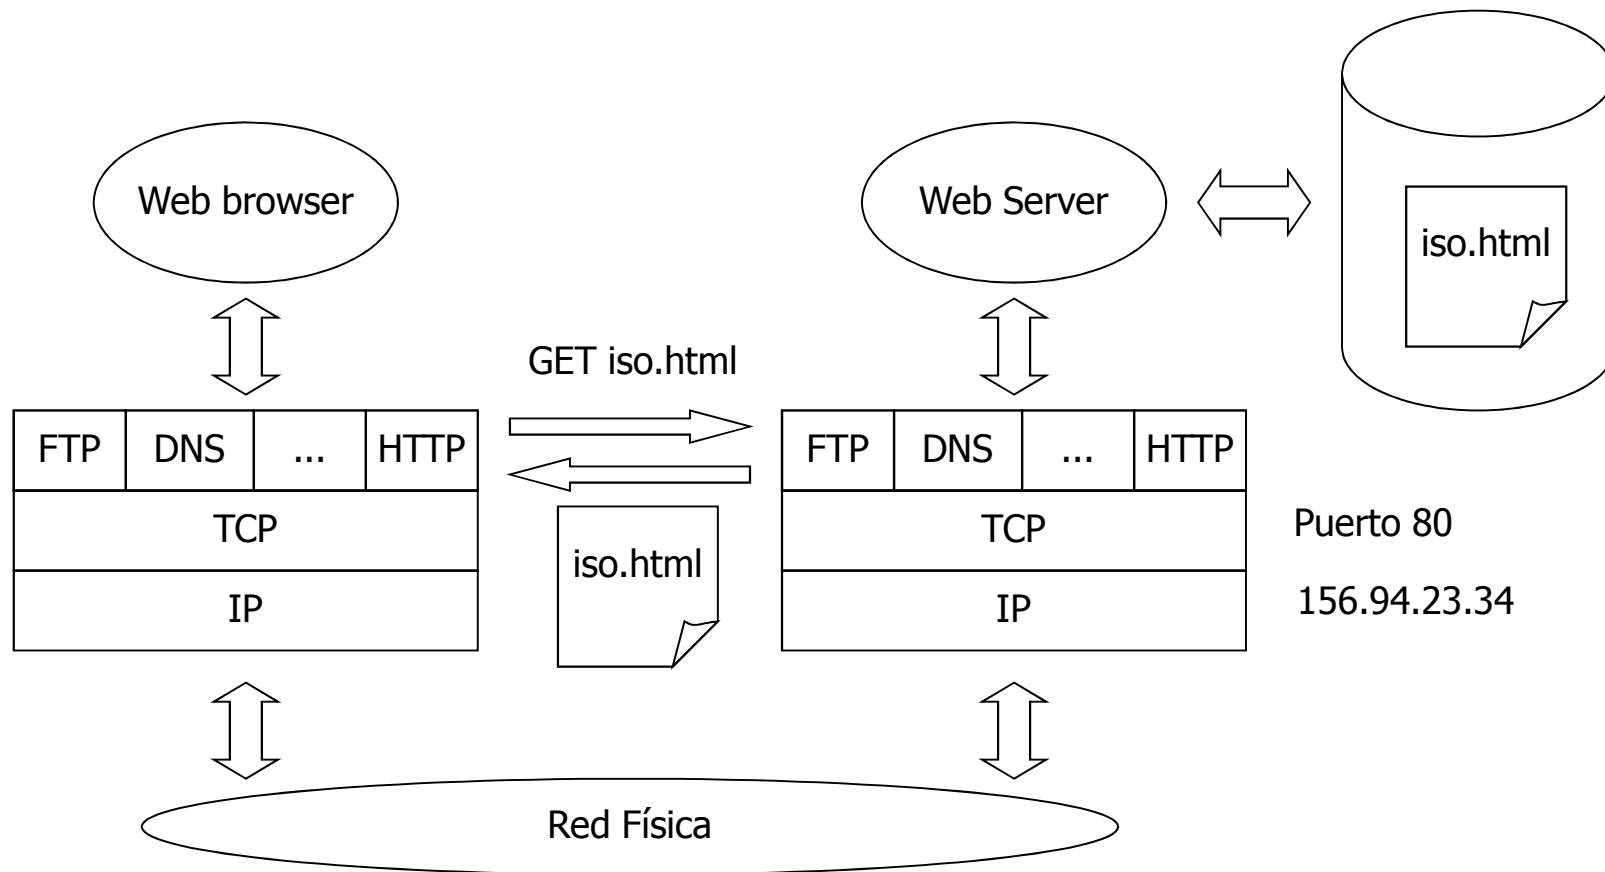 Web browser
Web Server
iso.html
GET iso.html
FTP DNS ... HTTP
TCP
IP
iso.html
FTP DNS ... HTTP
TCP
IP
Puerto 80
156.94.23.34
Red Física